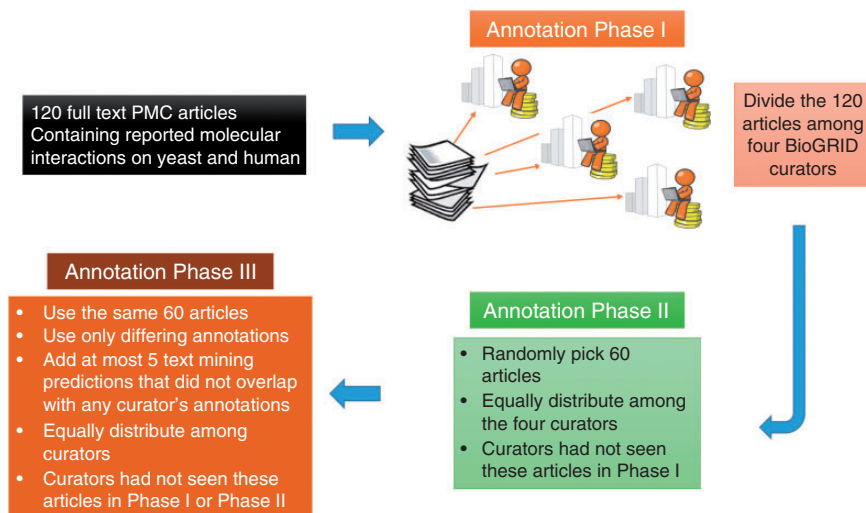 Annotation Phase I
120 full text PMC articles
Containing reported molecular
interactions on yeast and human
Divide the 120
articles among
four BioGRID
curators
Annotation Phase II
• Randomly pick 60
articles
• Equally distribute among
the four curators
• Curators had not seen
these articles in Phase I
Annotation Phase III
• Use the same 60 articles
• Use only differing annotations
• Add at most 5 text mining
predictions that did not overlap
with any curator's annotations
• Equally distribute among
curators
• Curators had not seen these
articles in Phase I or Phase II